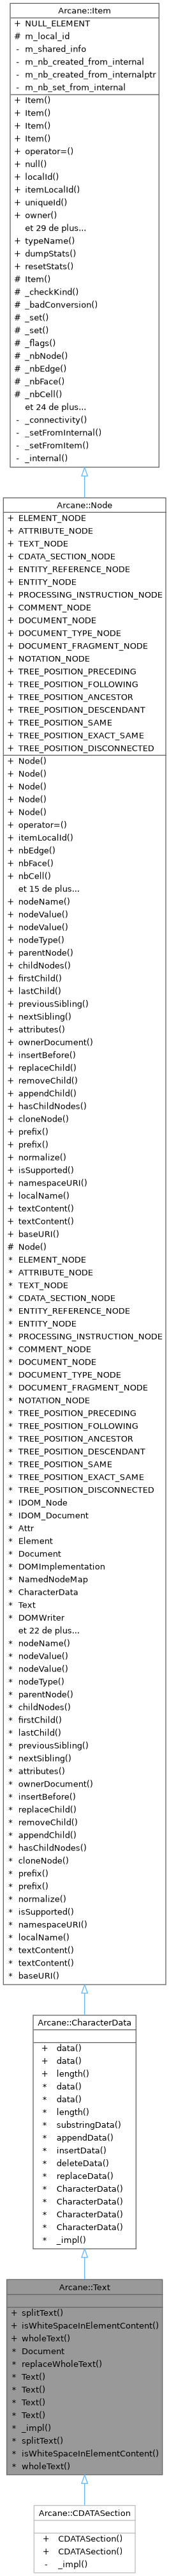 Arcane::Item
+ NULL_ELEMENT
# m_local_id
- m_shared_info
- m_nb_created_from_internal
- m_nb_created_from_internalptr
- m_nb_set_from_internal
+ Item()
+ Item()
+ Item()
+ Item()
+ operator=()
+ null()
+ localId()
+ itemLocalId()
+ uniqueId()
+ owner()
et 29 de plus...
+ typeName()
+ dumpStats()
+ resetStats()
# Item()
# _checkKind()
# _badConversion()
# _set()
# _set()
# _flags()
# _nbNode()
# _nbEdge()
# _nbFace()
# _nbCell()
et 24 de plus...
- _connectivity()
- _setFromInternal()
- _setFromItem()
- _internal()
Arcane::Node
+ ELEMENT_NODE
+ ATTRIBUTE_NODE
+ TEXT_NODE
+ CDATA_SECTION_NODE
+ ENTITY_REFERENCE_NODE
+ ENTITY_NODE
+ PROCESSING_INSTRUCTION_NODE
+ COMMENT_NODE
+ DOCUMENT_NODE
+ DOCUMENT_TYPE_NODE
+ DOCUMENT_FRAGMENT_NODE
+ NOTATION_NODE
+ TREE_POSITION_PRECEDING
+ TREE_POSITION_FOLLOWING
+ TREE_POSITION_ANCESTOR
+ TREE_POSITION_DESCENDANT
+ TREE_POSITION_SAME
+ TREE_POSITION_EXACT_SAME
+ TREE_POSITION_DISCONNECTED
+ Node()
+ Node()
+ Node()
+ Node()
+ Node()
+ operator=()
+ itemLocalId()
+ nbEdge()
+ nbFace()
+ nbCell()
et 15 de plus...
+ nodeName()
+ nodeValue()
+ nodeValue()
+ nodeType()
+ parentNode()
+ childNodes()
+ firstChild()
+ lastChild()
+ previousSibling()
+ nextSibling()
+ attributes()
+ ownerDocument()
+ insertBefore()
+ replaceChild()
+ removeChild()
+ appendChild()
+ hasChildNodes()
+ cloneNode()
+ prefix()
+ prefix()
+ normalize()
+ isSupported()
+ namespaceURI()
+ localName()
+ textContent()
+ textContent()
+ baseURI()
# Node()
* ELEMENT_NODE
* ATTRIBUTE_NODE
* TEXT_NODE
* CDATA_SECTION_NODE
* ENTITY_REFERENCE_NODE
* ENTITY_NODE
* PROCESSING_INSTRUCTION_NODE
* COMMENT_NODE
* DOCUMENT_NODE
* DOCUMENT_TYPE_NODE
* DOCUMENT_FRAGMENT_NODE
* NOTATION_NODE
* TREE_POSITION_PRECEDING
* TREE_POSITION_FOLLOWING
* TREE_POSITION_ANCESTOR
* TREE_POSITION_DESCENDANT
* TREE_POSITION_SAME
* TREE_POSITION_EXACT_SAME
* TREE_POSITION_DISCONNECTED
* IDOM_Node
* IDOM_Document
* Attr
* Element
* Document
* DOMImplementation
* NamedNodeMap
* CharacterData
* Text
* DOMWriter
et 22 de plus...
* nodeName()
* nodeValue()
* nodeValue()
* nodeType()
* parentNode()
* childNodes()
* firstChild()
* lastChild()
* previousSibling()
* nextSibling()
* attributes()
* ownerDocument()
* insertBefore()
* replaceChild()
* removeChild()
* appendChild()
* hasChildNodes()
* cloneNode()
* prefix()
* prefix()
* normalize()
* isSupported()
* namespaceURI()
* localName()
* textContent()
* textContent()
* baseURI()
Arcane::CharacterData
+ data()
+ data()
+ length()
* data()
* data()
* length()
* substringData()
* appendData()
* insertData()
* deleteData()
* replaceData()
* CharacterData()
* CharacterData()
* CharacterData()
* CharacterData()
* _impl()
Arcane::Text
+ splitText()
+ isWhiteSpaceInElementContent()
+ wholeText()
* Document
* replaceWholeText()
* Text()
* Text()
* Text()
* Text()
* _impl()
* splitText()
* isWhiteSpaceInElementContent()
* wholeText()
Arcane::CDATASection
+ CDATASection()
+ CDATASection()
- _impl()